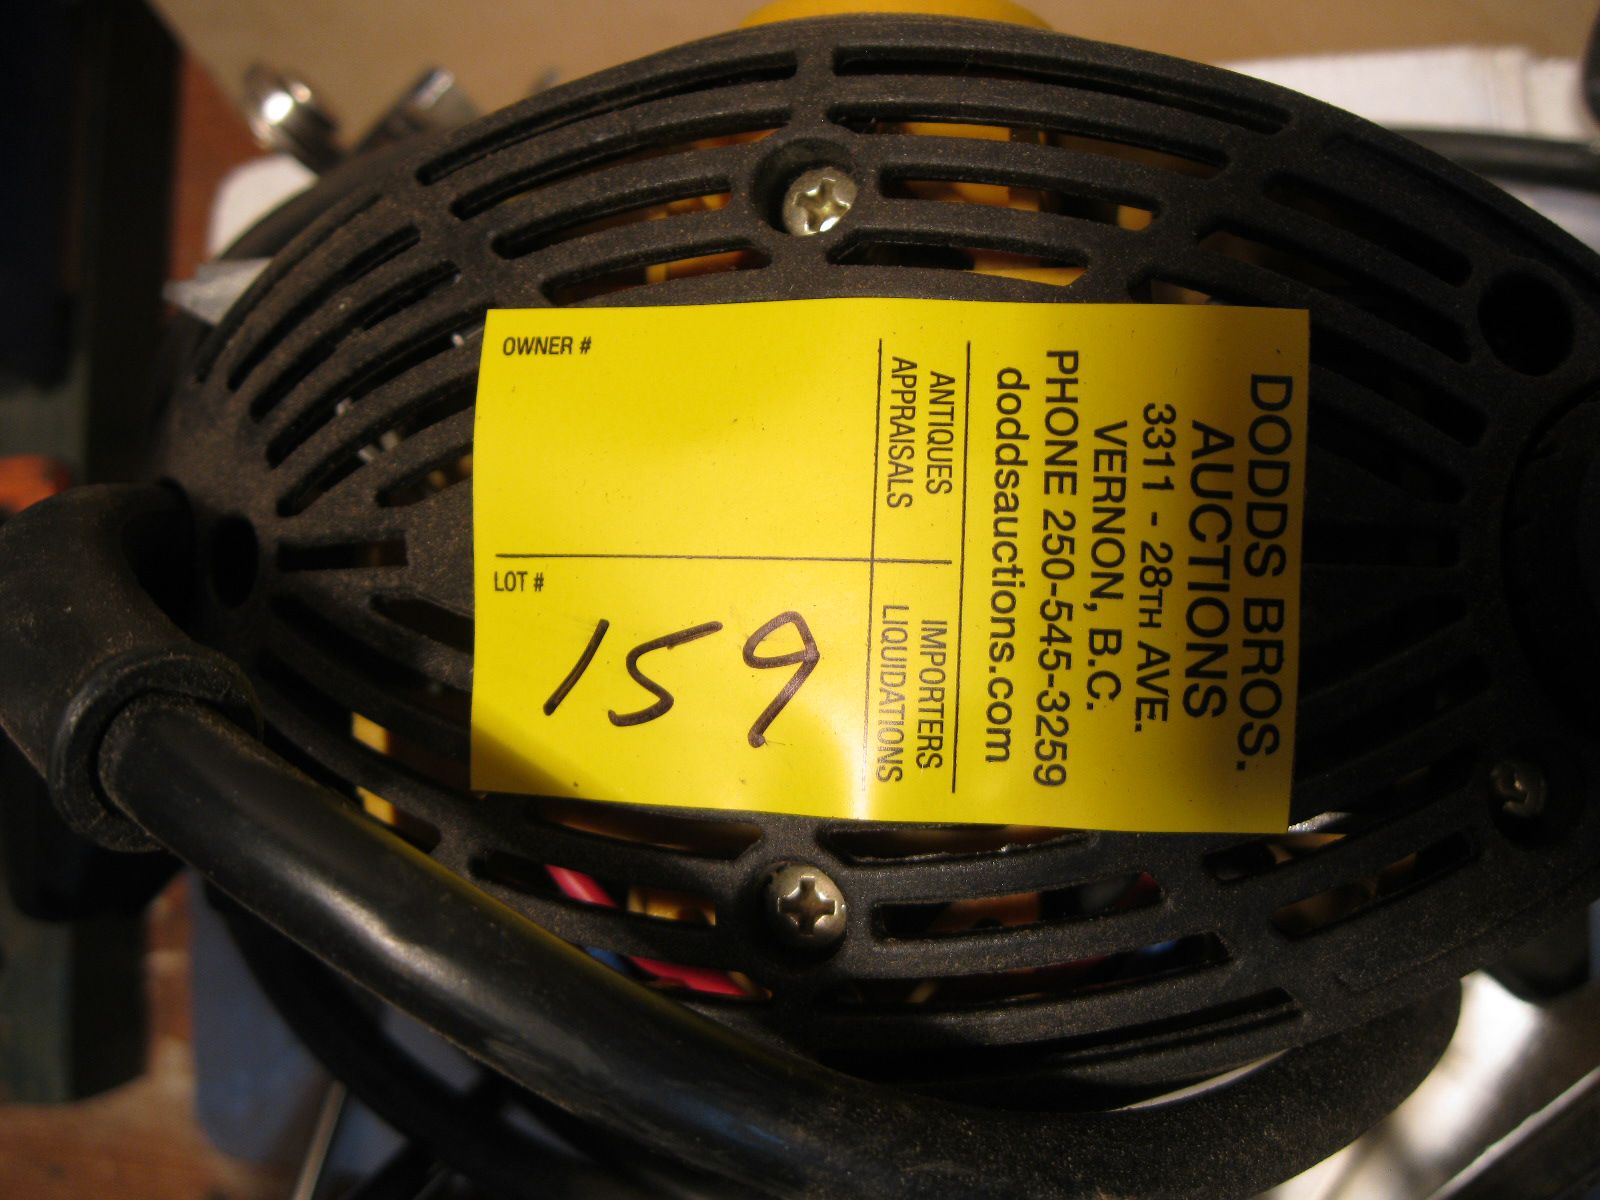 DODDS BROS.
AUCTIONS
3311 - 28TH AVE.
VERNON, B.C.
PHONE 250-545-3259
doddsauctions.com
ANTIQUES
APPRAISALS
IMPORTERS
LIQUIDATIONS
OWNER #
LOT #
159